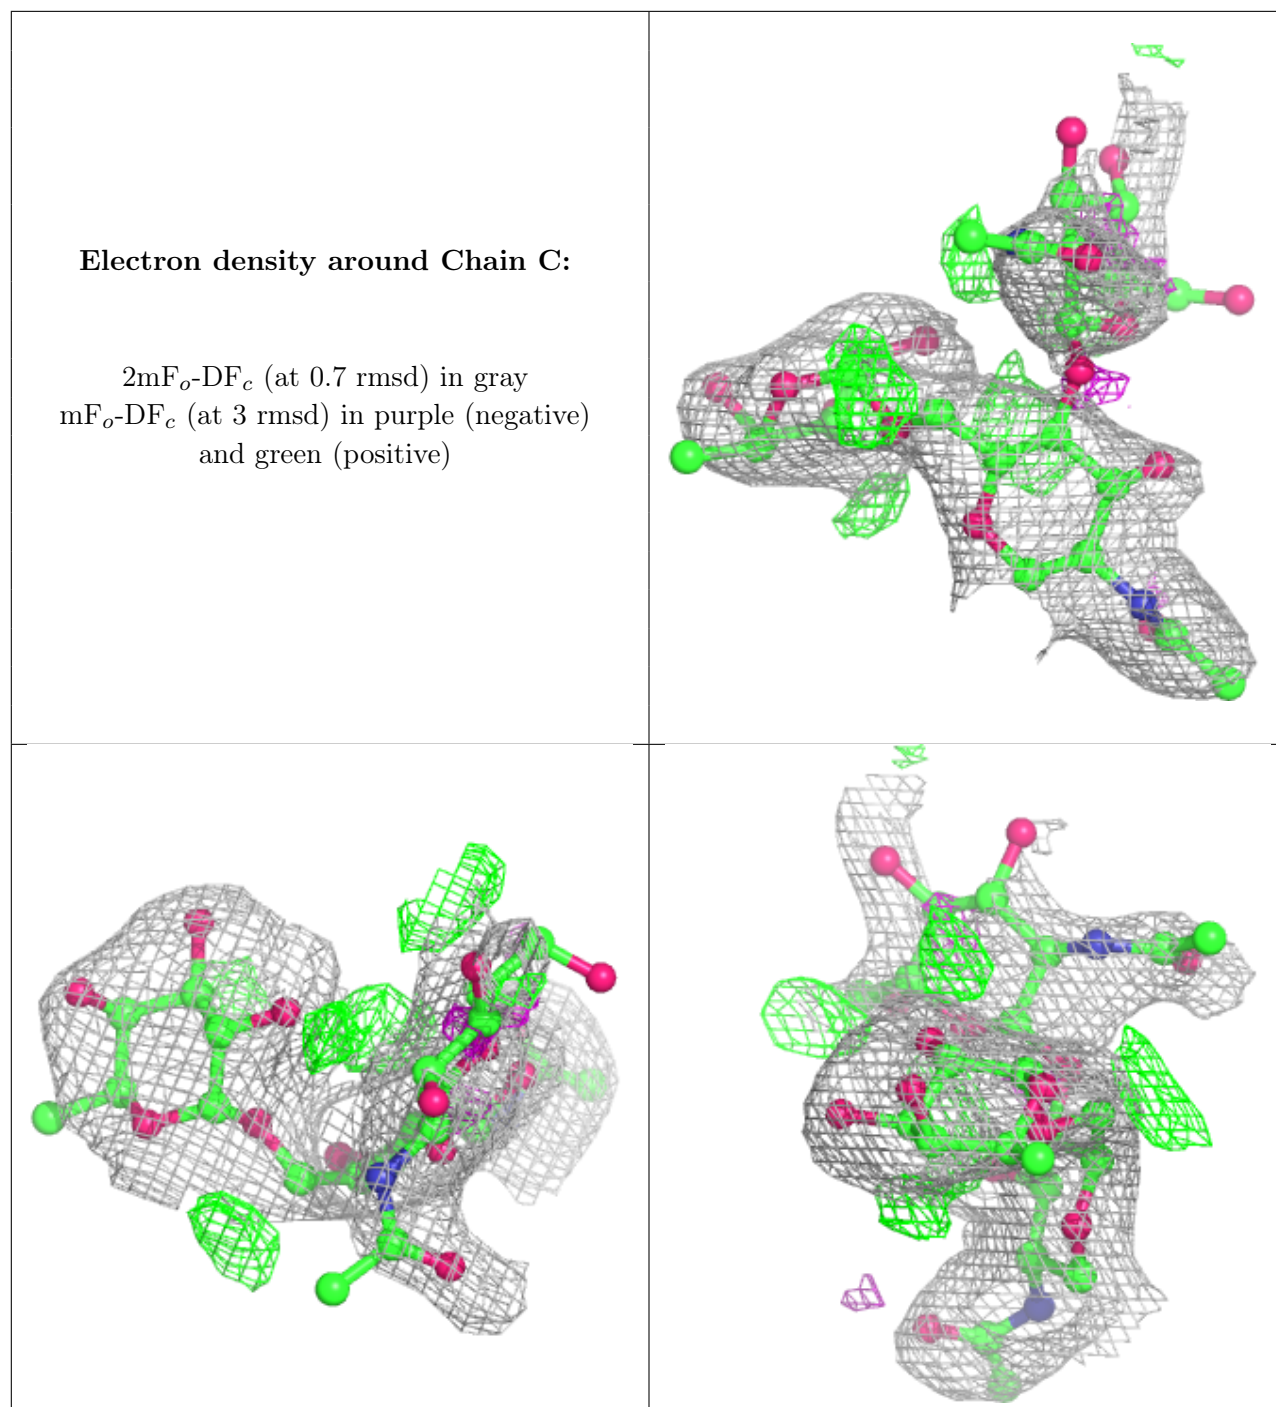 Electron density around Chain C:
2mFo-DFc (at 0.7 rmsd) in gray
mFo-DFc (at 3 rmsd) in purple (negative)
and green (positive)